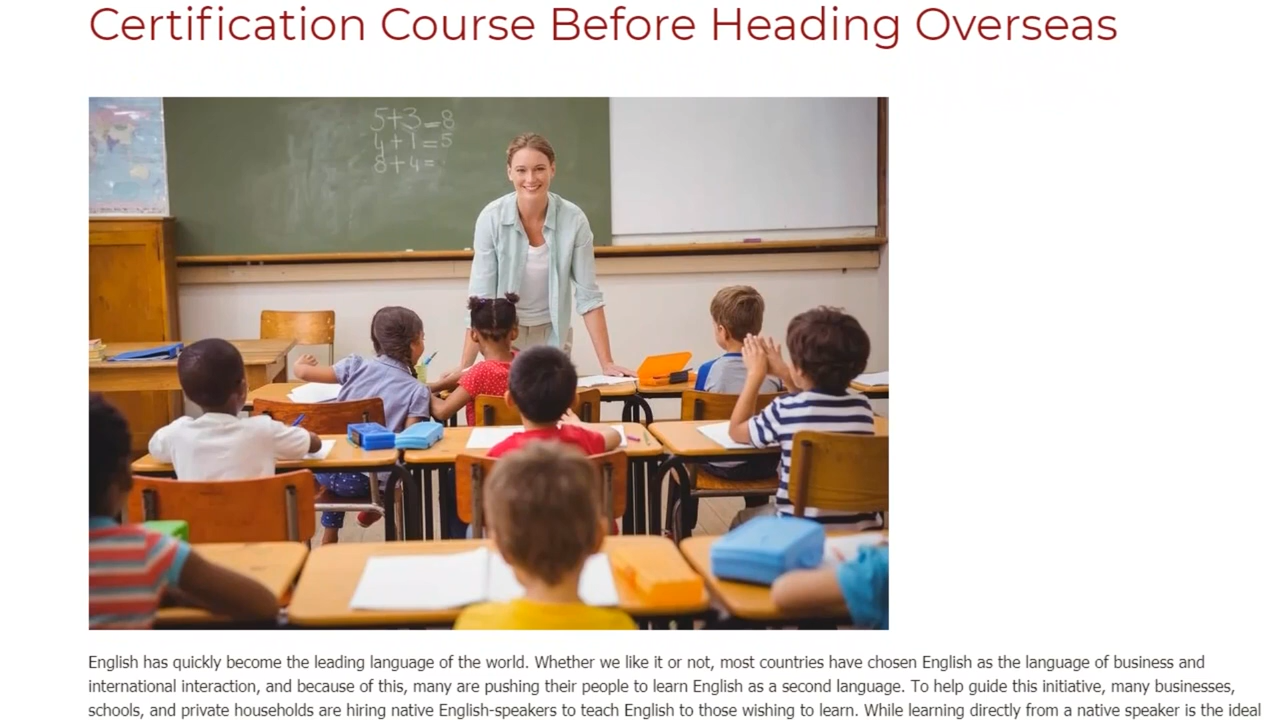 Certification Course Before Heading Overseas
5+3=8
4+1=5
8+4=
English has quickly become the leading language of the world. Whether we like it or not, most countries have chosen English as the language of business and
international interaction, and because of this, many are pushing their people to learn English as a second language. To help guide this initiative, many businesses,
schools, and private households are hiring native English-speakers to teach English to those wishing to learn. While learning directly from a native speaker is the ideal